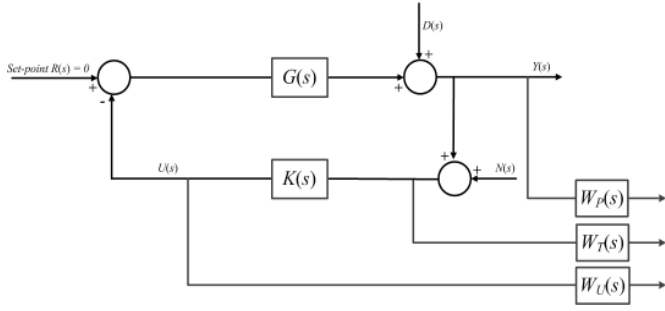 D(s)
+
Set-point R(s) = 0
G(s)
Y(s)
+
+
-
+
+
N(s)
U(s)
K(s)
W_P(s)
W_T(s)
W_U(s)